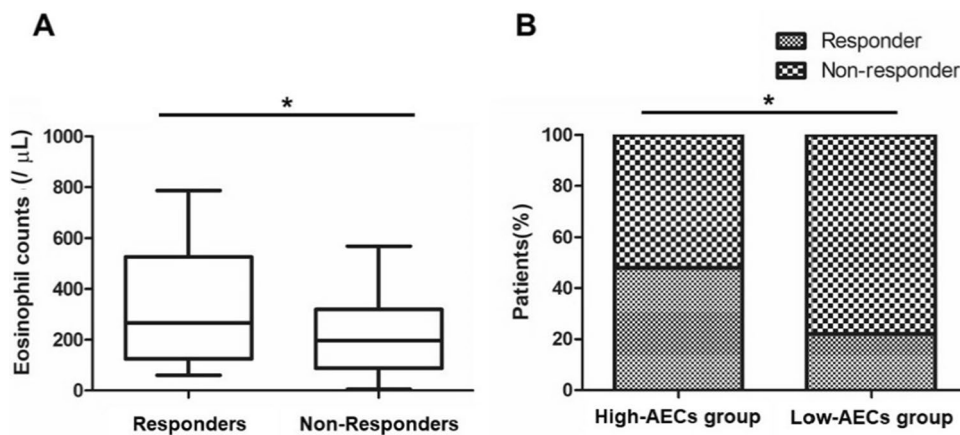 A
*
1000
800
600
400
200
0
Eosinophil counts (/ μL)
Responders
Non-Responders
B
Responder
Non-responder
*
100
80
60
40
20
0
Patients(%)
High-AECs group
Low-AECs group